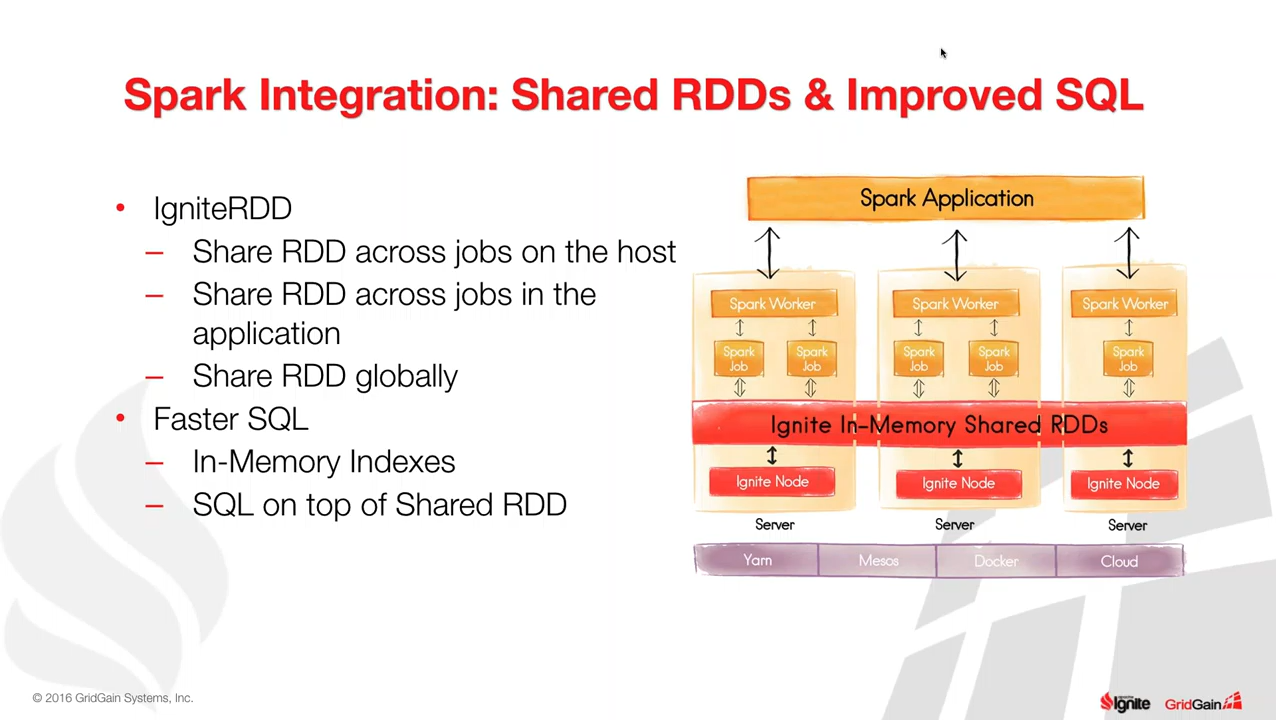 Spark Integration: Shared RDDs & Improved SQL
• IgniteRDD
– Share RDD across jobs on the host
– Share RDD across jobs in the
application
– Share RDD globally
• Faster SQL
– In-Memory Indexes
– SQL on top of Shared RDD
Spark Application
Spark Worker
Spark Worker
Spark Worker
Spark
Job
Spark
Job
Spark
Job
Spark
Job
Spark
Job
Ignite In-Memory Shared RDDs
Ignite Node
Ignite Node
Ignite Node
Server
Server
Server
Yarn
Mesos
Docker
Cloud
© 2016 GridGain Systems, Inc.
Ignite
GridGain